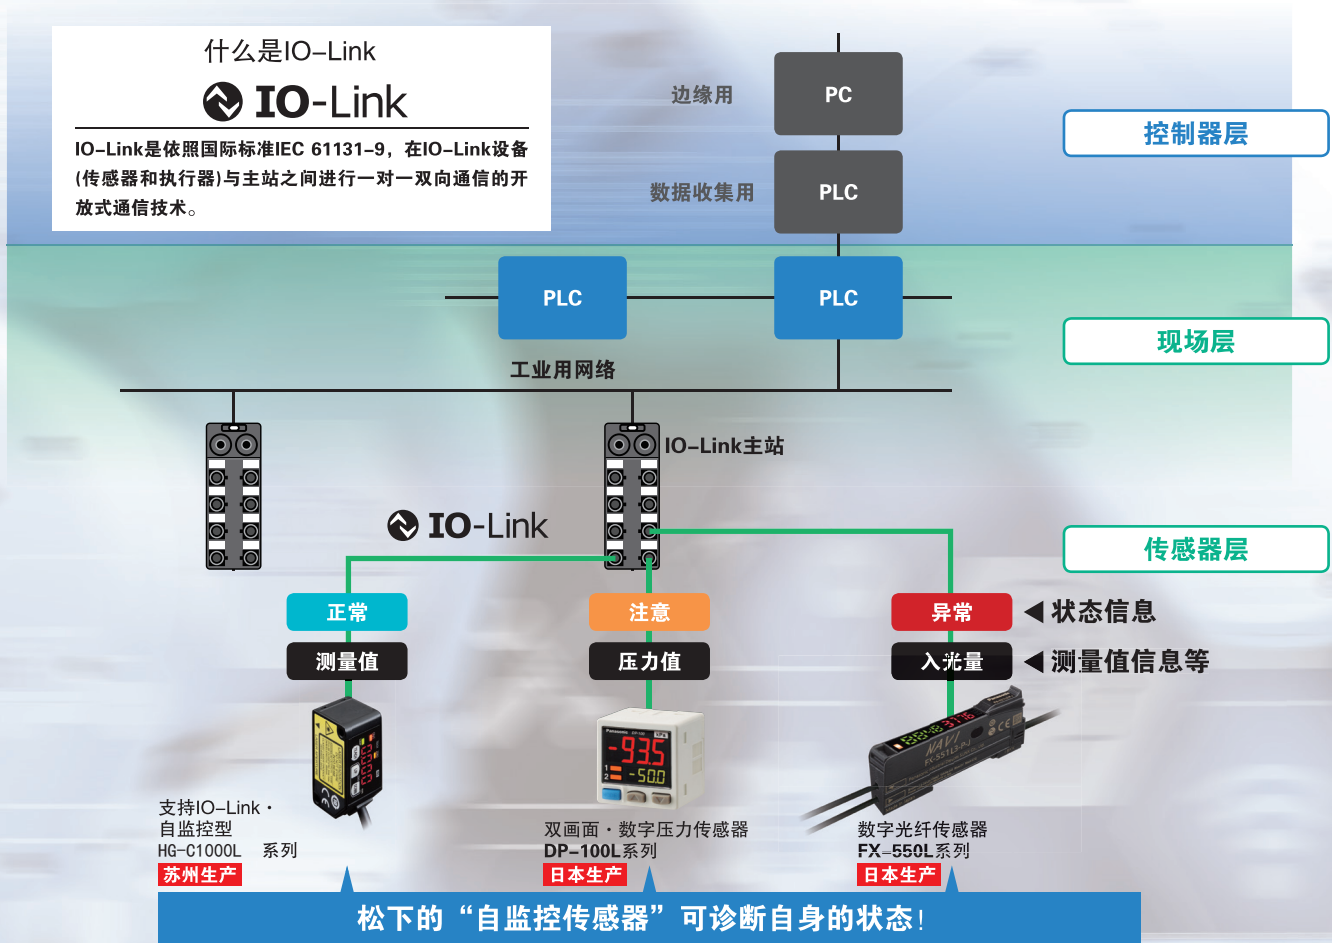 什么是IO-Link
IO-Link
IO-Link是依照国际标准IEC 61131-9，在IO-Link设备
(传感器和执行器)与主站之间进行一对一双向通信的开
放式通信技术。
边缘用
PC
控制器层
数据收集用
PLC
PLC
PLC
现场层
工业用网络
IO-Link主站
IO-Link
传感器层
正常
注意
异常
◀状态信息
测量值
压力值
入光量
◀测量值信息等
Panasonic
-93.5
1
2
-50.0
NAVI
FX-551L3-P-J
CE
支持IO-Link・
自监控型
HG-C1000L 系列
苏州生产
双画面・数字压力传感器
DP-100L系列
日本生产
数字光纤传感器
FX-550L系列
日本生产
松下的“自监控传感器”可诊断自身的状态！